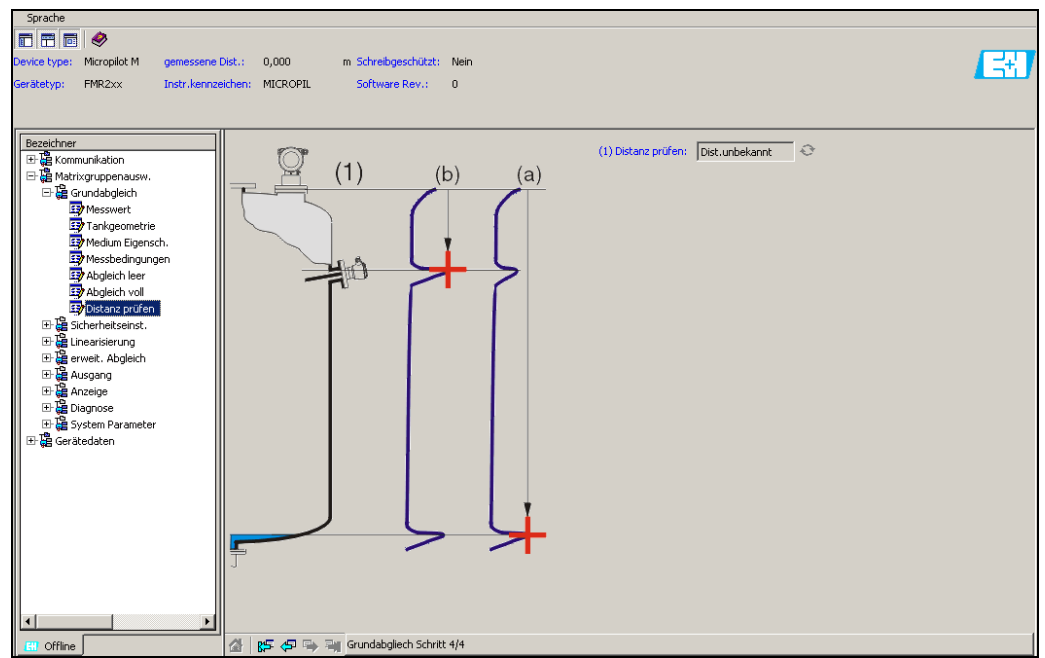 Sprache
Device type: Micropilot M gemessene Dist.: 0,000 m Schreibgeschützt: Nein
Gerätetyp: FMR2xx Instr.kennzeichen: MICROPIL Software Rev.: 0
E+H
Bezeichner
Kommunikation
Matrixgruppenausw.
Grundabgleich
Messwert
Tankgeometrie
Medium Eigensch.
Messbedingungen
Abgleich leer
Abgleich voll
Distanz prüfen
Sicherheitseinst.
Linearisierung
erweit. Abgleich
Ausgang
Anzeige
Diagnose
System Parameter
Gerätedaten
(1) (b) (a)
(1) Distanz prüfen: Dist.unbekannt
Offline
Grundabgliech Schritt 4/4